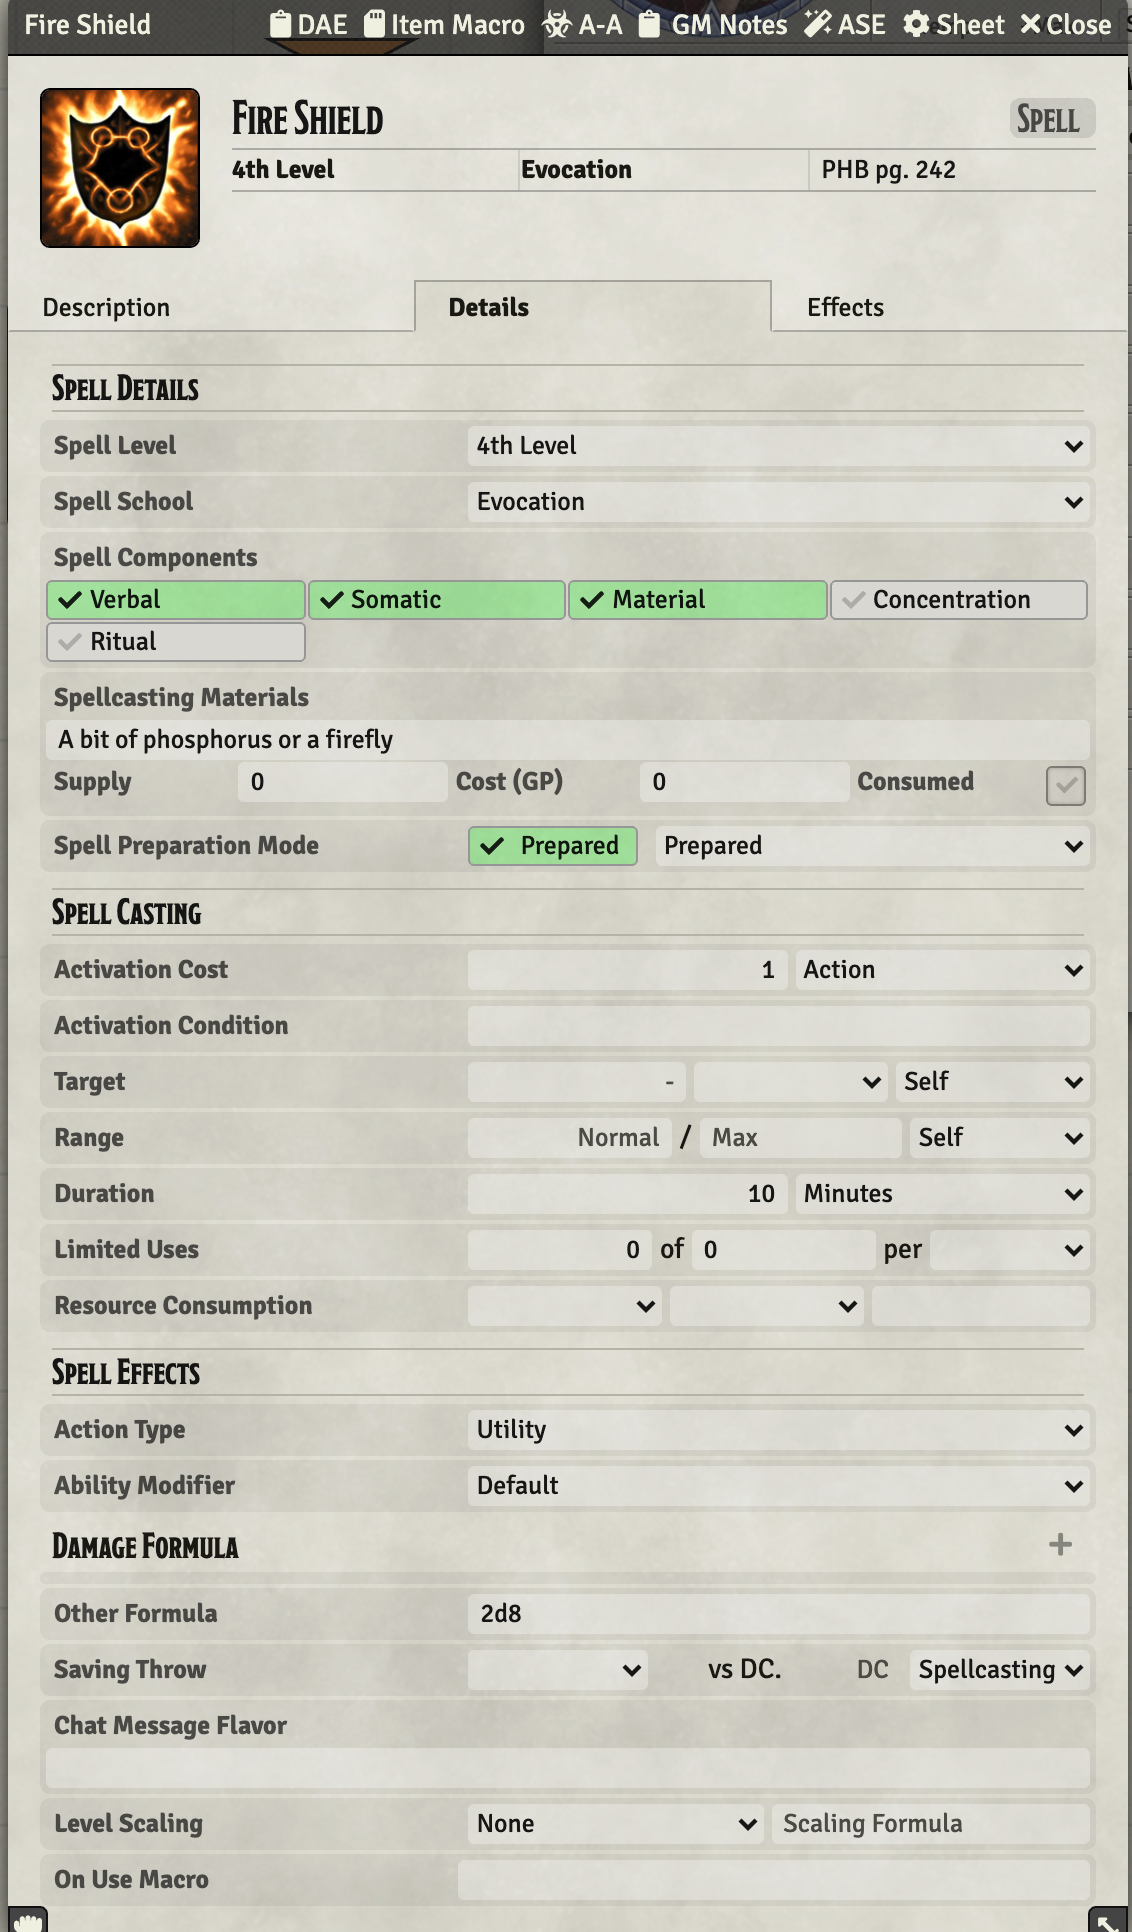 Fire Shield DAE Item Macro A-A GM Notes ASE Sheet Close
Fire Shield Spell
4th Level Evocation PHB pg. 242
Description Details Effects
Spell Details
Spell Level 4th Level
Spell School Evocation
Spell Components
Verbal Somatic Material Concentration
Ritual
Spellcasting Materials
A bit of phosphorus or a firefly
Supply 0 Cost (GP) 0 Consumed
Spell Preparation Mode Prepared Prepared
Spell Casting
Activation Cost 1 Action
Activation Condition
Target - Self
Range Normal / Max Self
Duration 10 Minutes
Limited Uses 0 of 0 per
Resource Consumption
Spell Effects
Action Type Utility
Ability Modifier Default
Damage Formula
Other Formula 2d8
Saving Throw vs DC. DC Spellcasting
Chat Message Flavor
Level Scaling None Scaling Formula
On Use Macro